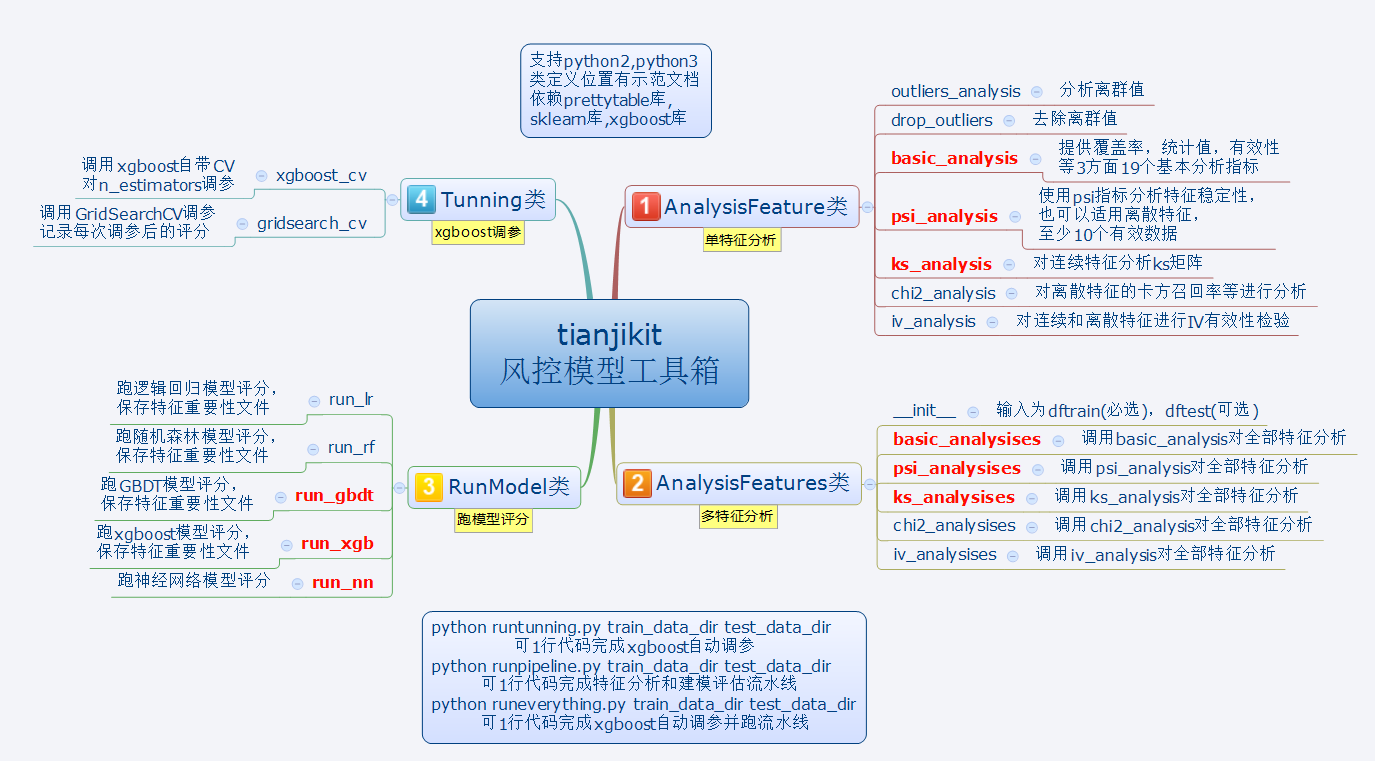 支持python2,python3
类定义位置有示范文档
依赖prettytable库,
sklearn库,xgboost库
tianjikit
风控模型工具箱
1 AnalysisFeature类
单特征分析
outliers_analysis 分析离群值
drop_outliers 去除离群值
basic_analysis 提供覆盖率，统计值，有效性
等3方面19个基本分析指标
psi_analysis 使用psi指标分析特征稳定性，
也可以适用离散特征，
至少10个有效数据
ks_analysis 对连续特征分析ks矩阵
chi2_analysis 对离散特征的卡方召回率等进行分析
iv_analysis 对连续和离散特征进行IV有效性检验
2 AnalysisFeatures类
多特征分析
__init__ 输入为dftrain(必选)，dftest(可选)
basic_analysises 调用basic_analysis对全部特征分析
psi_analysises 调用psi_analysis对全部特征分析
ks_analysises 调用ks_analysis对全部特征分析
chi2_analysises 调用chi2_analysis对全部特征分析
iv_analysises 调用iv_analysis对全部特征分析
3 RunModel类
跑模型评分
跑逻辑回归模型评分，
保存特征重要性文件 run_lr
跑随机森林模型评分，
保存特征重要性文件 run_rf
跑GBDT模型评分，
保存特征重要性文件 run_gbdt
跑xgboost模型评分，
保存特征重要性文件 run_xgb
跑神经网络模型评分 run_nn
4 Tunning类
xgboost调参
调用xgboost自带CV
对n_estimators调参 xgboost_cv
调用GridSearchCV调参
记录每次调参后的评分 gridsearch_cv
python runtunning.py train_data_dir test_data_dir
可1行代码完成xgboost自动调参
python runpipeline.py train_data_dir test_data_dir
可1行代码完成特征分析和建模评估流水线
python runeverything.py train_data_dir test_data_dir
可1行代码完成xgboost自动调参并跑流水线